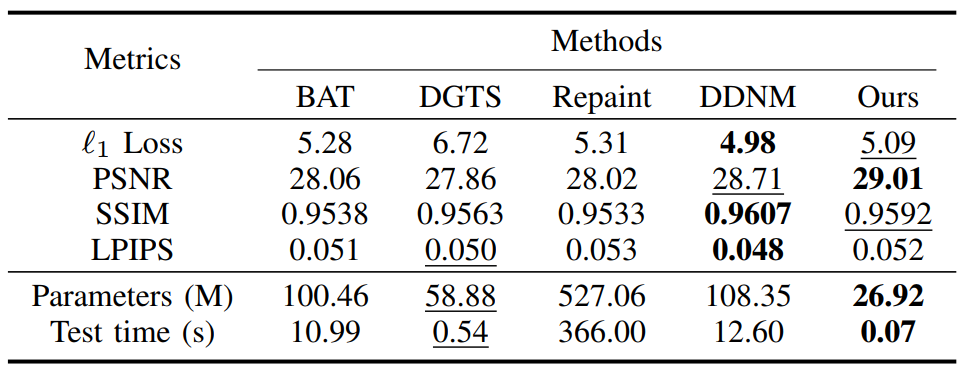 Methods
Metrics
BAT DGTS Repaint DDNM Ours
ℓ1 Loss 5.28 6.72 5.31 4.98 5.09
PSNR 28.06 27.86 28.02 28.71 29.01
SSIM 0.9538 0.9563 0.9533 0.9607 0.9592
LPIPS 0.051 0.050 0.053 0.048 0.052
Parameters (M) 100.46 58.88 527.06 108.35 26.92
Test time (s) 10.99 0.54 366.00 12.60 0.07